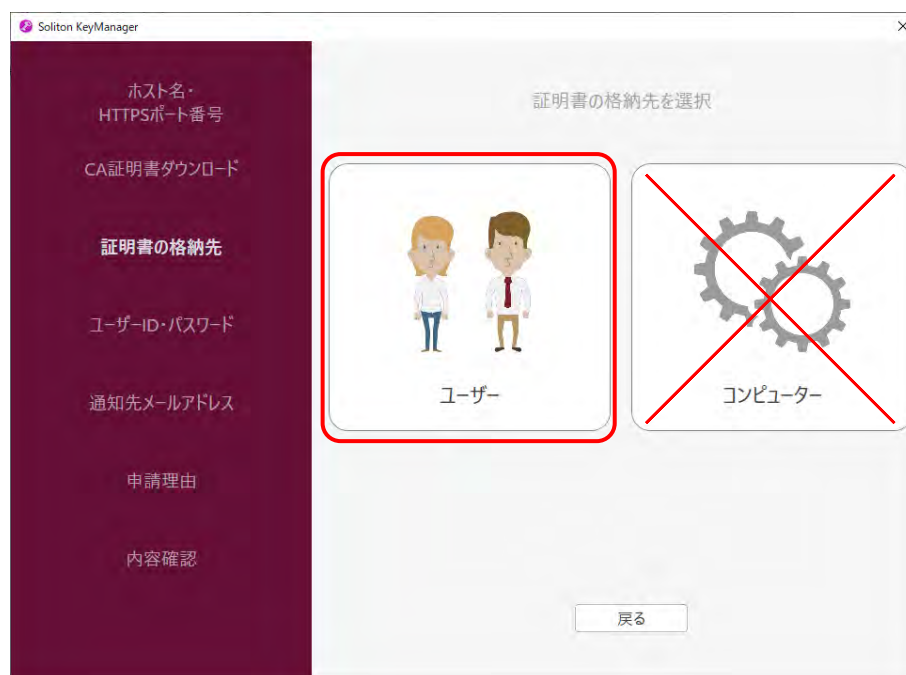 Soliton KeyManager
ホスト名・
HTTPSポート番号
CA証明書ダウンロード
証明書の格納先
ユーザーID・パスワード
通知先メールアドレス
申請理由
内容確認
証明書の格納先を選択
ユーザー
コンピューター
戻る